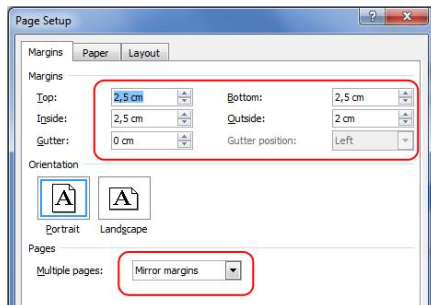 Page Setup
Margins Paper Layout
Margins
Top: 2,5 cm Bottom: 2,5 cm
Inside: 2,5 cm Outside: 2 cm
Gutter: 0 cm Gutter position: Left
Orientation
A A
Portrait Landscape
Pages
Multiple pages: Mirror margins